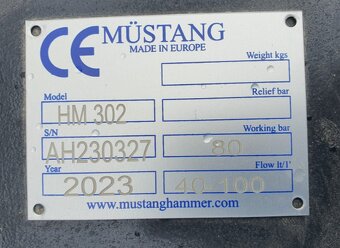 CE MÜSTANG
MADE IN EUROPE
Weight kgs
Model Relief bar
HM 302
S/N Working bar
AH230327 80
Year Flow lt/1'
2023 40 100
www.mustanghammer.com